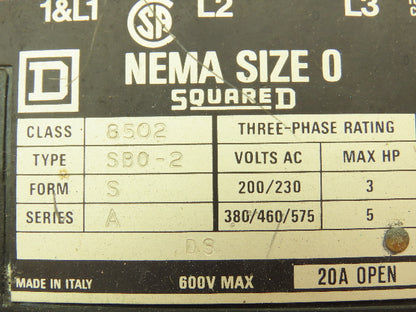 1&L1 L2 L3
SA
D NEMA SIZE 0
SQUARE D
CLASS 8502 THREE-PHASE RATING
TYPE SBO-2 VOLTS AC MAX HP
FORM S 200/230 3
SERIES A 380/460/575 5
DS
MADE IN ITALY 600V MAX 20A OPEN